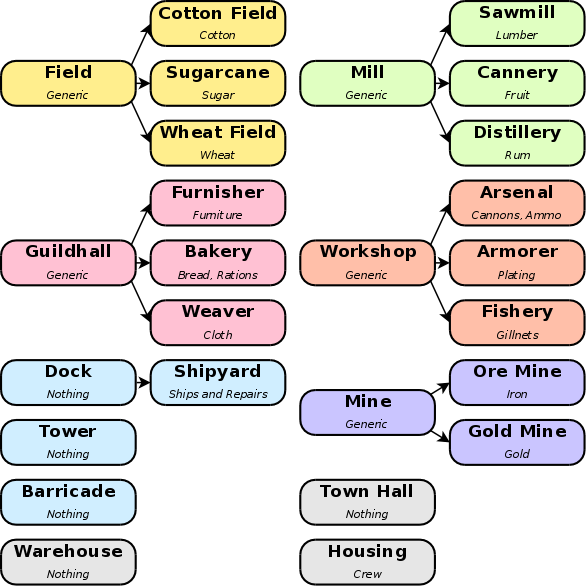 Cotton Field
Cotton
Field
Generic
Sugarcane
Sugar
Wheat Field
Wheat
Sawmill
Lumber
Mill
Generic
Cannery
Fruit
Distillery
Rum
Furnisher
Furniture
Guildhall
Generic
Bakery
Bread, Rations
Weaver
Cloth
Arsenal
Cannons, Ammo
Workshop
Generic
Armorer
Plating
Fishery
Gillnets
Dock
Nothing
Shipyard
Ships and Repairs
Tower
Nothing
Barricade
Nothing
Warehouse
Nothing
Ore Mine
Iron
Mine
Generic
Gold Mine
Gold
Town Hall
Nothing
Housing
Crew